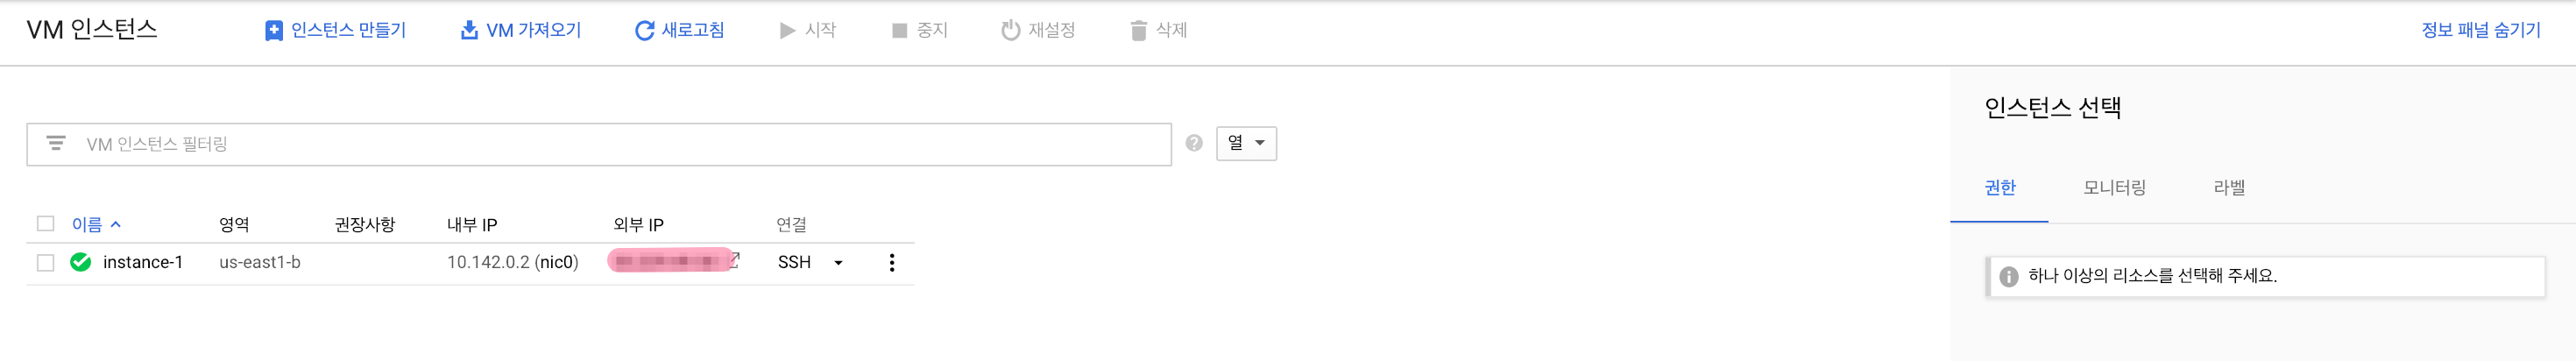 VM 인스턴스 인스턴스 만들기 VM 가져오기 새로고침 시작 중지 재설정 삭제 정보 패널 숨기기
VM 인스턴스 필터링 열
이름 영역 권장사항 내부 IP 외부 IP 연결
instance-1 us-east1-b 10.142.0.2 (nic0) SSH
인스턴스 선택
권한 모니터링 라벨
하나 이상의 리소스를 선택해 주세요.